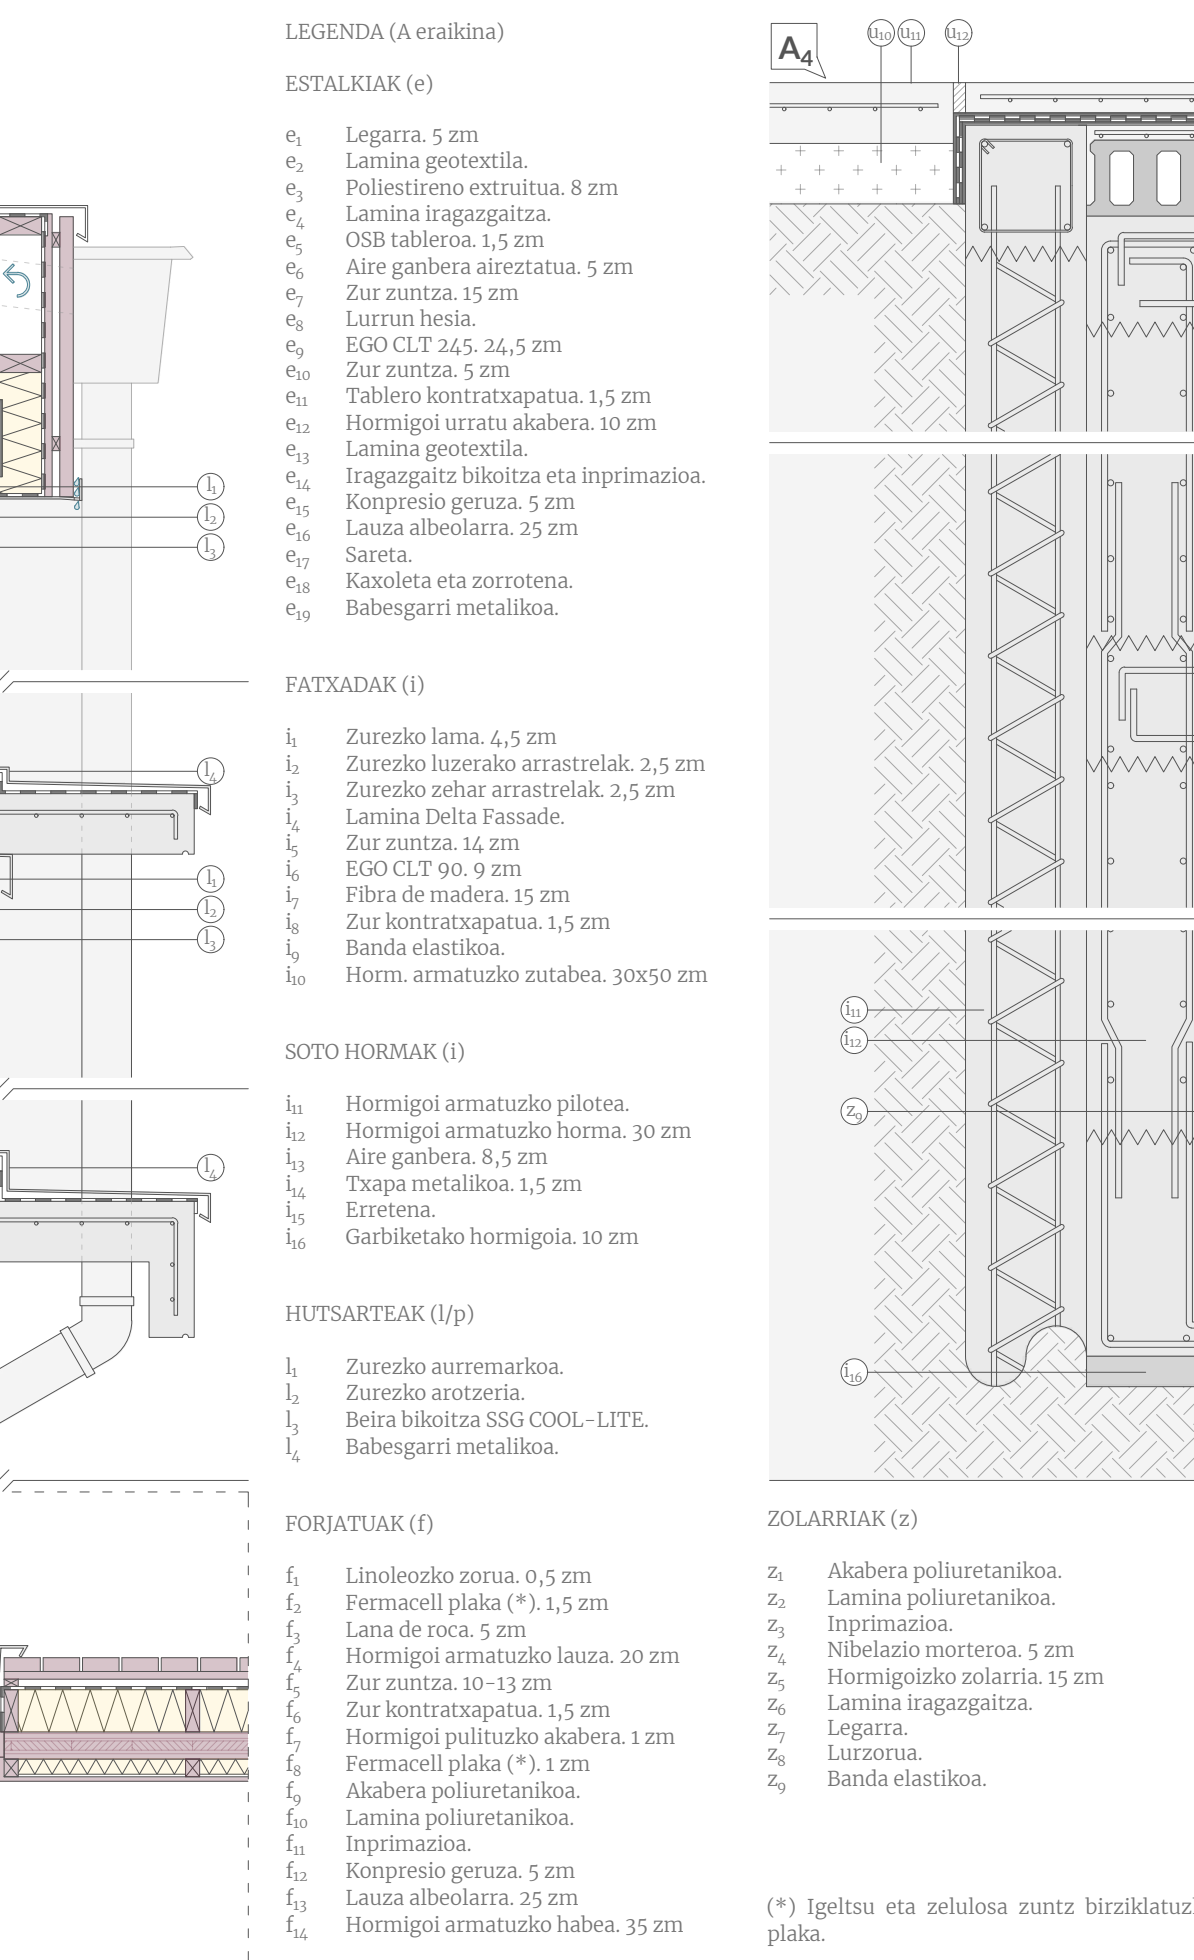 LEGENDA (A eraikina)
ESTALKIAK (e)
e₁ Legarra. 5 zm
e₂ Lamina geotextila.
e₃ Poliestireno extruitua. 8 zm
e₄ Lamina iragazgaitza.
e₅ OSB tableroa. 1,5 zm
e₆ Aire ganbera aireztatua. 5 zm
e₇ Zur zuntza. 15 zm
e₈ Lurrun hesia.
e₉ EGO CLT 245. 24,5 zm
e₁₀ Zur zuntza. 5 zm
e₁₁ Tablero kontratxapatua. 1,5 zm
e₁₂ Hormigoi urratu akabera. 10 zm
e₁₃ Lamina geotextila.
e₁₄ Iragazgaitz bikoitza eta inprimazioa.
e₁₅ Konpresio geruza. 5 zm
e₁₆ Lauza albeolarra. 25 zm
e₁₇ Sareta.
e₁₈ Kaxoleta eta zorrotena.
e₁₉ Babesgarri metalikoa.
FATXADAK (i)
i₁ Zurezko lama. 4,5 zm
i₂ Zurezko luzerako arrastrelak. 2,5 zm
i₃ Zurezko zehar arrastrelak. 2,5 zm
i₄ Lamina Delta Fassade.
i₅ Zur zuntza. 14 zm
i₆ EGO CLT 90. 9 zm
i₇ Fibra de madera. 15 zm
i₈ Zur kontratxapatua. 1,5 zm
i₉ Banda elastikoa.
i₁₀ Horm. armatuzko zutabea. 30x50 zm
SOTO HORMAK (i)
i₁₁ Hormigoi armatuzko pilotea.
i₁₂ Hormigoi armatuzko horma. 30 zm
i₁₃ Aire ganbera. 8,5 zm
i₁₄ Txapa metalikoa. 1,5 zm
i₁₅ Erretena.
i₁₆ Garbiketako hormigoia. 10 zm
HUTSARTEAK (l/p)
l₁ Zurezko aurremarkoa.
l₂ Zurezko arotzeria.
l₃ Beira bikoitza SSG COOL-LITE.
l₄ Babesgarri metalikoa.
FORJATUAK (f)
f₁ Linoleozko zorua. 0,5 zm
f₂ Fermacell plaka (*). 1,5 zm
f₃ Lana de roca. 5 zm
f₄ Hormigoi armatuzko lauza. 20 zm
f₅ Zur zuntza. 10-13 zm
f₆ Zur kontratxapatua. 1,5 zm
f₇ Hormigoi pulituzko akabera. 1 zm
f₈ Fermacell plaka (*). 1 zm
f₉ Akabera poliuretanikoa.
f₁₀ Lamina poliuretanikoa.
f₁₁ Inprimazioa.
f₁₂ Konpresio geruza. 5 zm
f₁₃ Lauza albeolarra. 25 zm
f₁₄ Hormigoi armatuzko habea. 35 zm
l₁
l₂
l₃
l₄
l₁
l₂
l₃
l₄
A₄
u₁₀ u₁₁ u₁₂
i₁₁
i₁₂
z₉
i₁₆
ZOLARRIAK (z)
z₁ Akabera poliuretanikoa.
z₂ Lamina poliuretanikoa.
z₃ Inprimazioa.
z₄ Nibelazio morteroa. 5 zm
z₅ Hormigoizko zolarria. 15 zm
z₆ Lamina iragazgaitza.
z₇ Legarra.
z₈ Lurzorua.
z₉ Banda elastikoa.
(*) Igeltsu eta zelulosa zuntz
plaka.